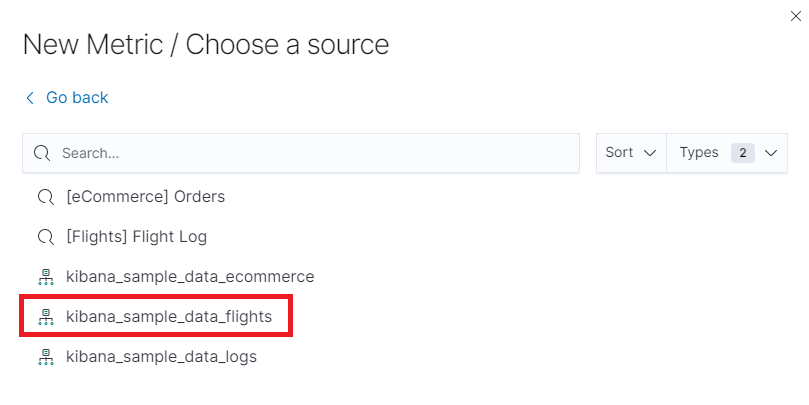 New Metric / Choose a source
Go back
Search...
Sort
Types 2
[eCommerce] Orders
[Flights] Flight Log
kibana_sample_data_ecommerce
kibana_sample_data_flights
kibana_sample_data_logs